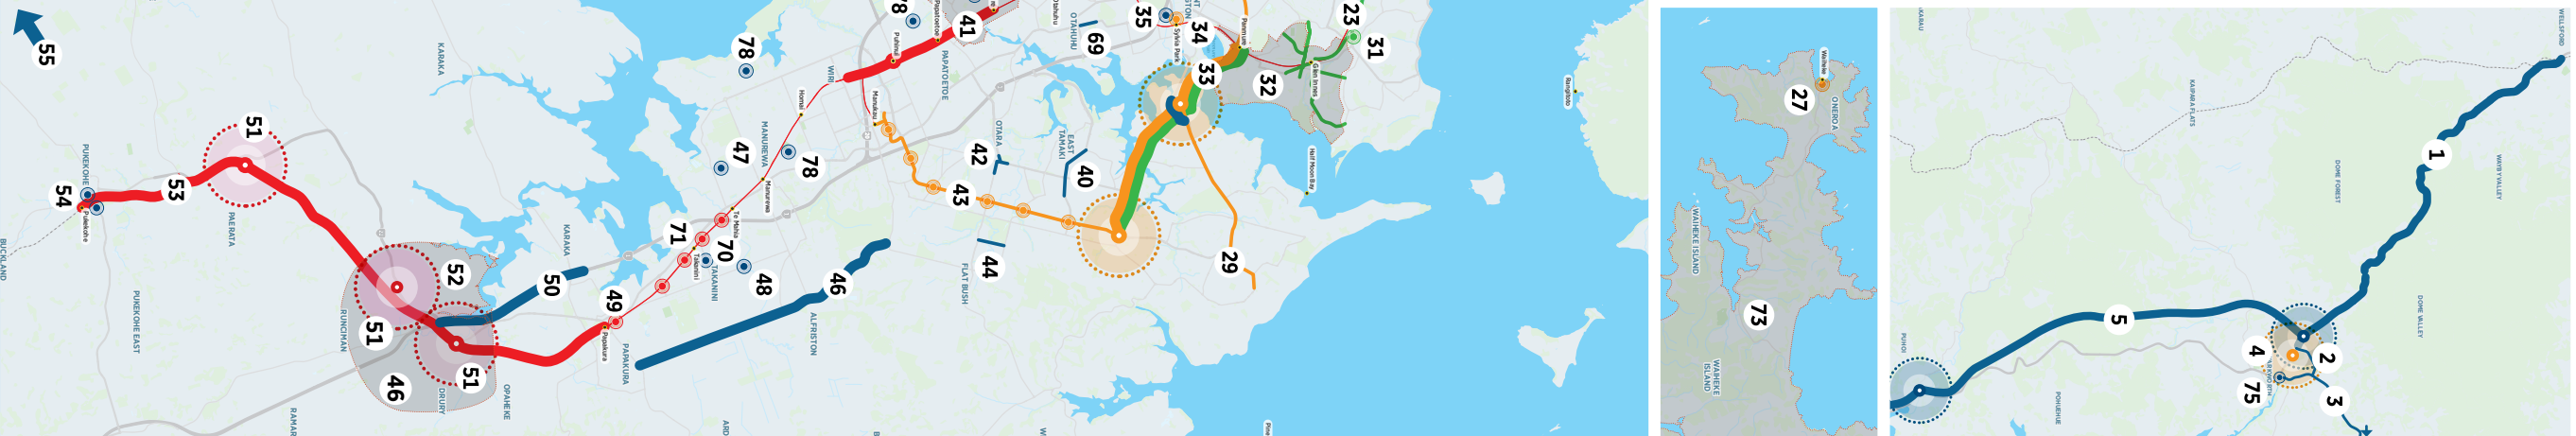 55
51
PUKEKOHE
54
Pukekohe
53
PAERATA
PUKEKOHE EAST
KARAKA
RUNCIMAN
51
52
46
51
DRURY
OPAHEKE
KARAKA
50
49
Papakura
PAPAKURA
71
70
Takanini
TAKANINI
Te Mahia
48
47
78
MANUREWA
Manurewa
78
Homai
WIRI
46
ALFRISTON
Puhinui
Manukau
PAPATOETOE
41
43
42
OTARA
44
FLAT BUSH
40
EAST
TAMAKI
69
OTAHUHU
35
34
Sylvia Park
33
Panmure
29
32
Glen Innes
23
31
Half Moon Bay
Rangitoto
27
Waiheke
ONEROA
WAIHEKE ISLAND
73
WAIHEKE
ISLAND
KAIPARA FLATS
PUHOI
5
4
2
75
3
POHUEHUE
DOME FOREST
DOME VALLEY
1
WAYBY VALLEY
WELLSFORD